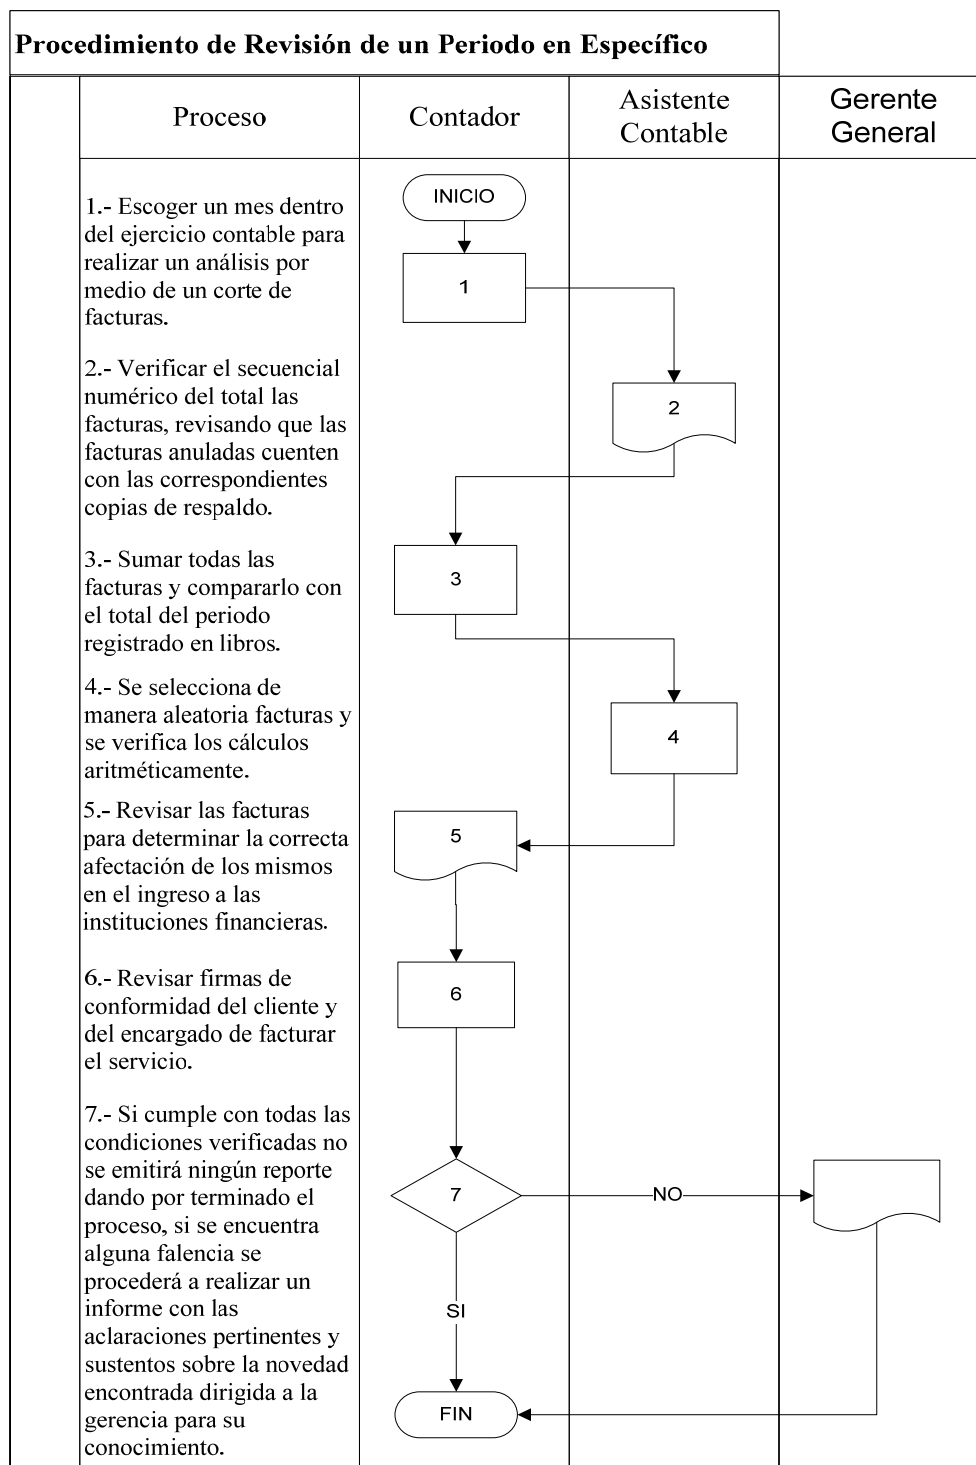 Procedimiento de Revisión de un Periodo en Específico
Proceso
Contador
Asistente
Contable
Gerente
General
1.- Escoger un mes dentro
del ejercicio contable para
realizar un análisis por
medio de un corte de
facturas.
2.- Verificar el secuencial
numérico del total las
facturas, revisando que las
facturas anuladas cuenten
con las correspondientes
copias de respaldo.
3.- Sumar todas las
facturas y compararlo con
el total del periodo
registrado en libros.
4.- Se selecciona de
manera aleatoria facturas y
se verifica los cálculos
aritméticamente.
5.- Revisar las facturas
para determinar la correcta
afectación de los mismos
en el ingreso a las
instituciones financieras.
6.- Revisar firmas de
conformidad del cliente y
del encargado de facturar
el servicio.
7.- Si cumple con todas las
condiciones verificadas no
se emitirá ningún reporte
dando por terminado el
proceso, si se encuentra
alguna falencia se
procederá a realizar un
informe con las
aclaraciones pertinentes y
sustentos sobre la novedad
encontrada dirigida a la
gerencia para su
conocimiento.
INICIO
1
2
3
4
5
6
7
NO
SI
FIN